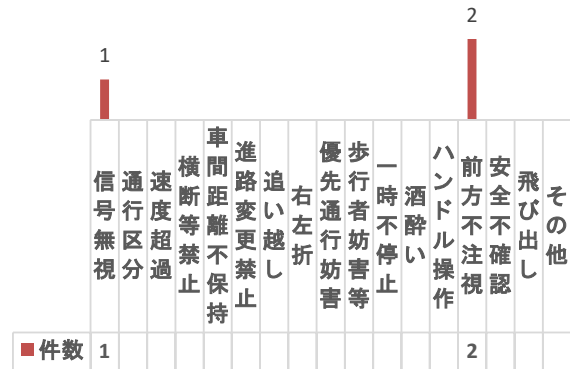 1
2
信号無視
通行区分
速度超過
横断等禁止
車間距離不保持
進路変更禁止
追い越し
右左折
優先通行妨害
歩行者妨害等
一時不停止
酒酔い
ハンドル操作
前方不注視
安全不確認
飛び出し
その他
件数 1 2